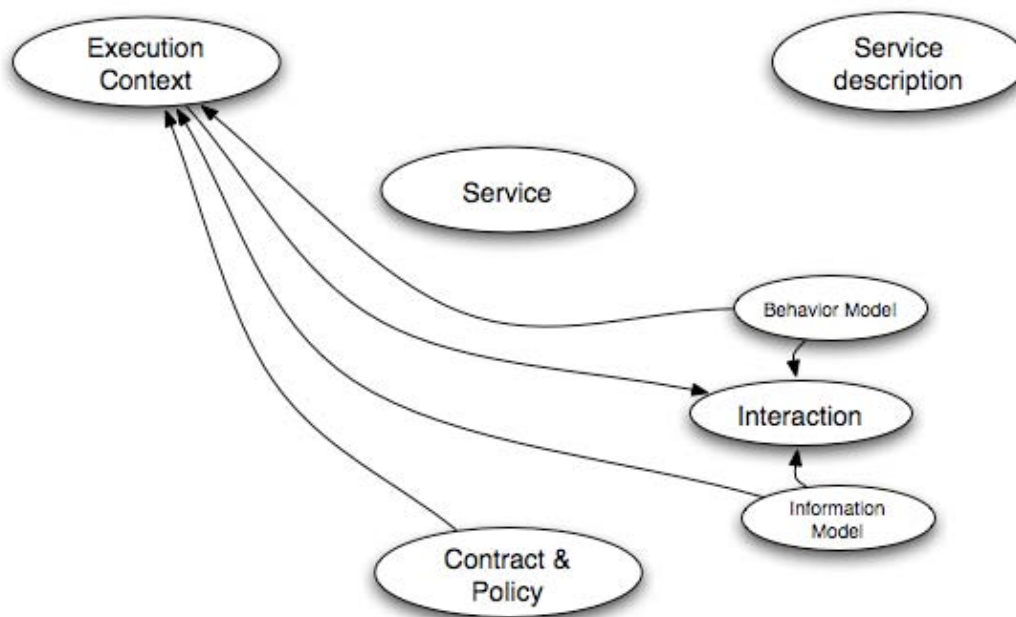 Execution
Context
Service
description
Service
Behavior Model
Interaction
Information
Model
Contract &
Policy